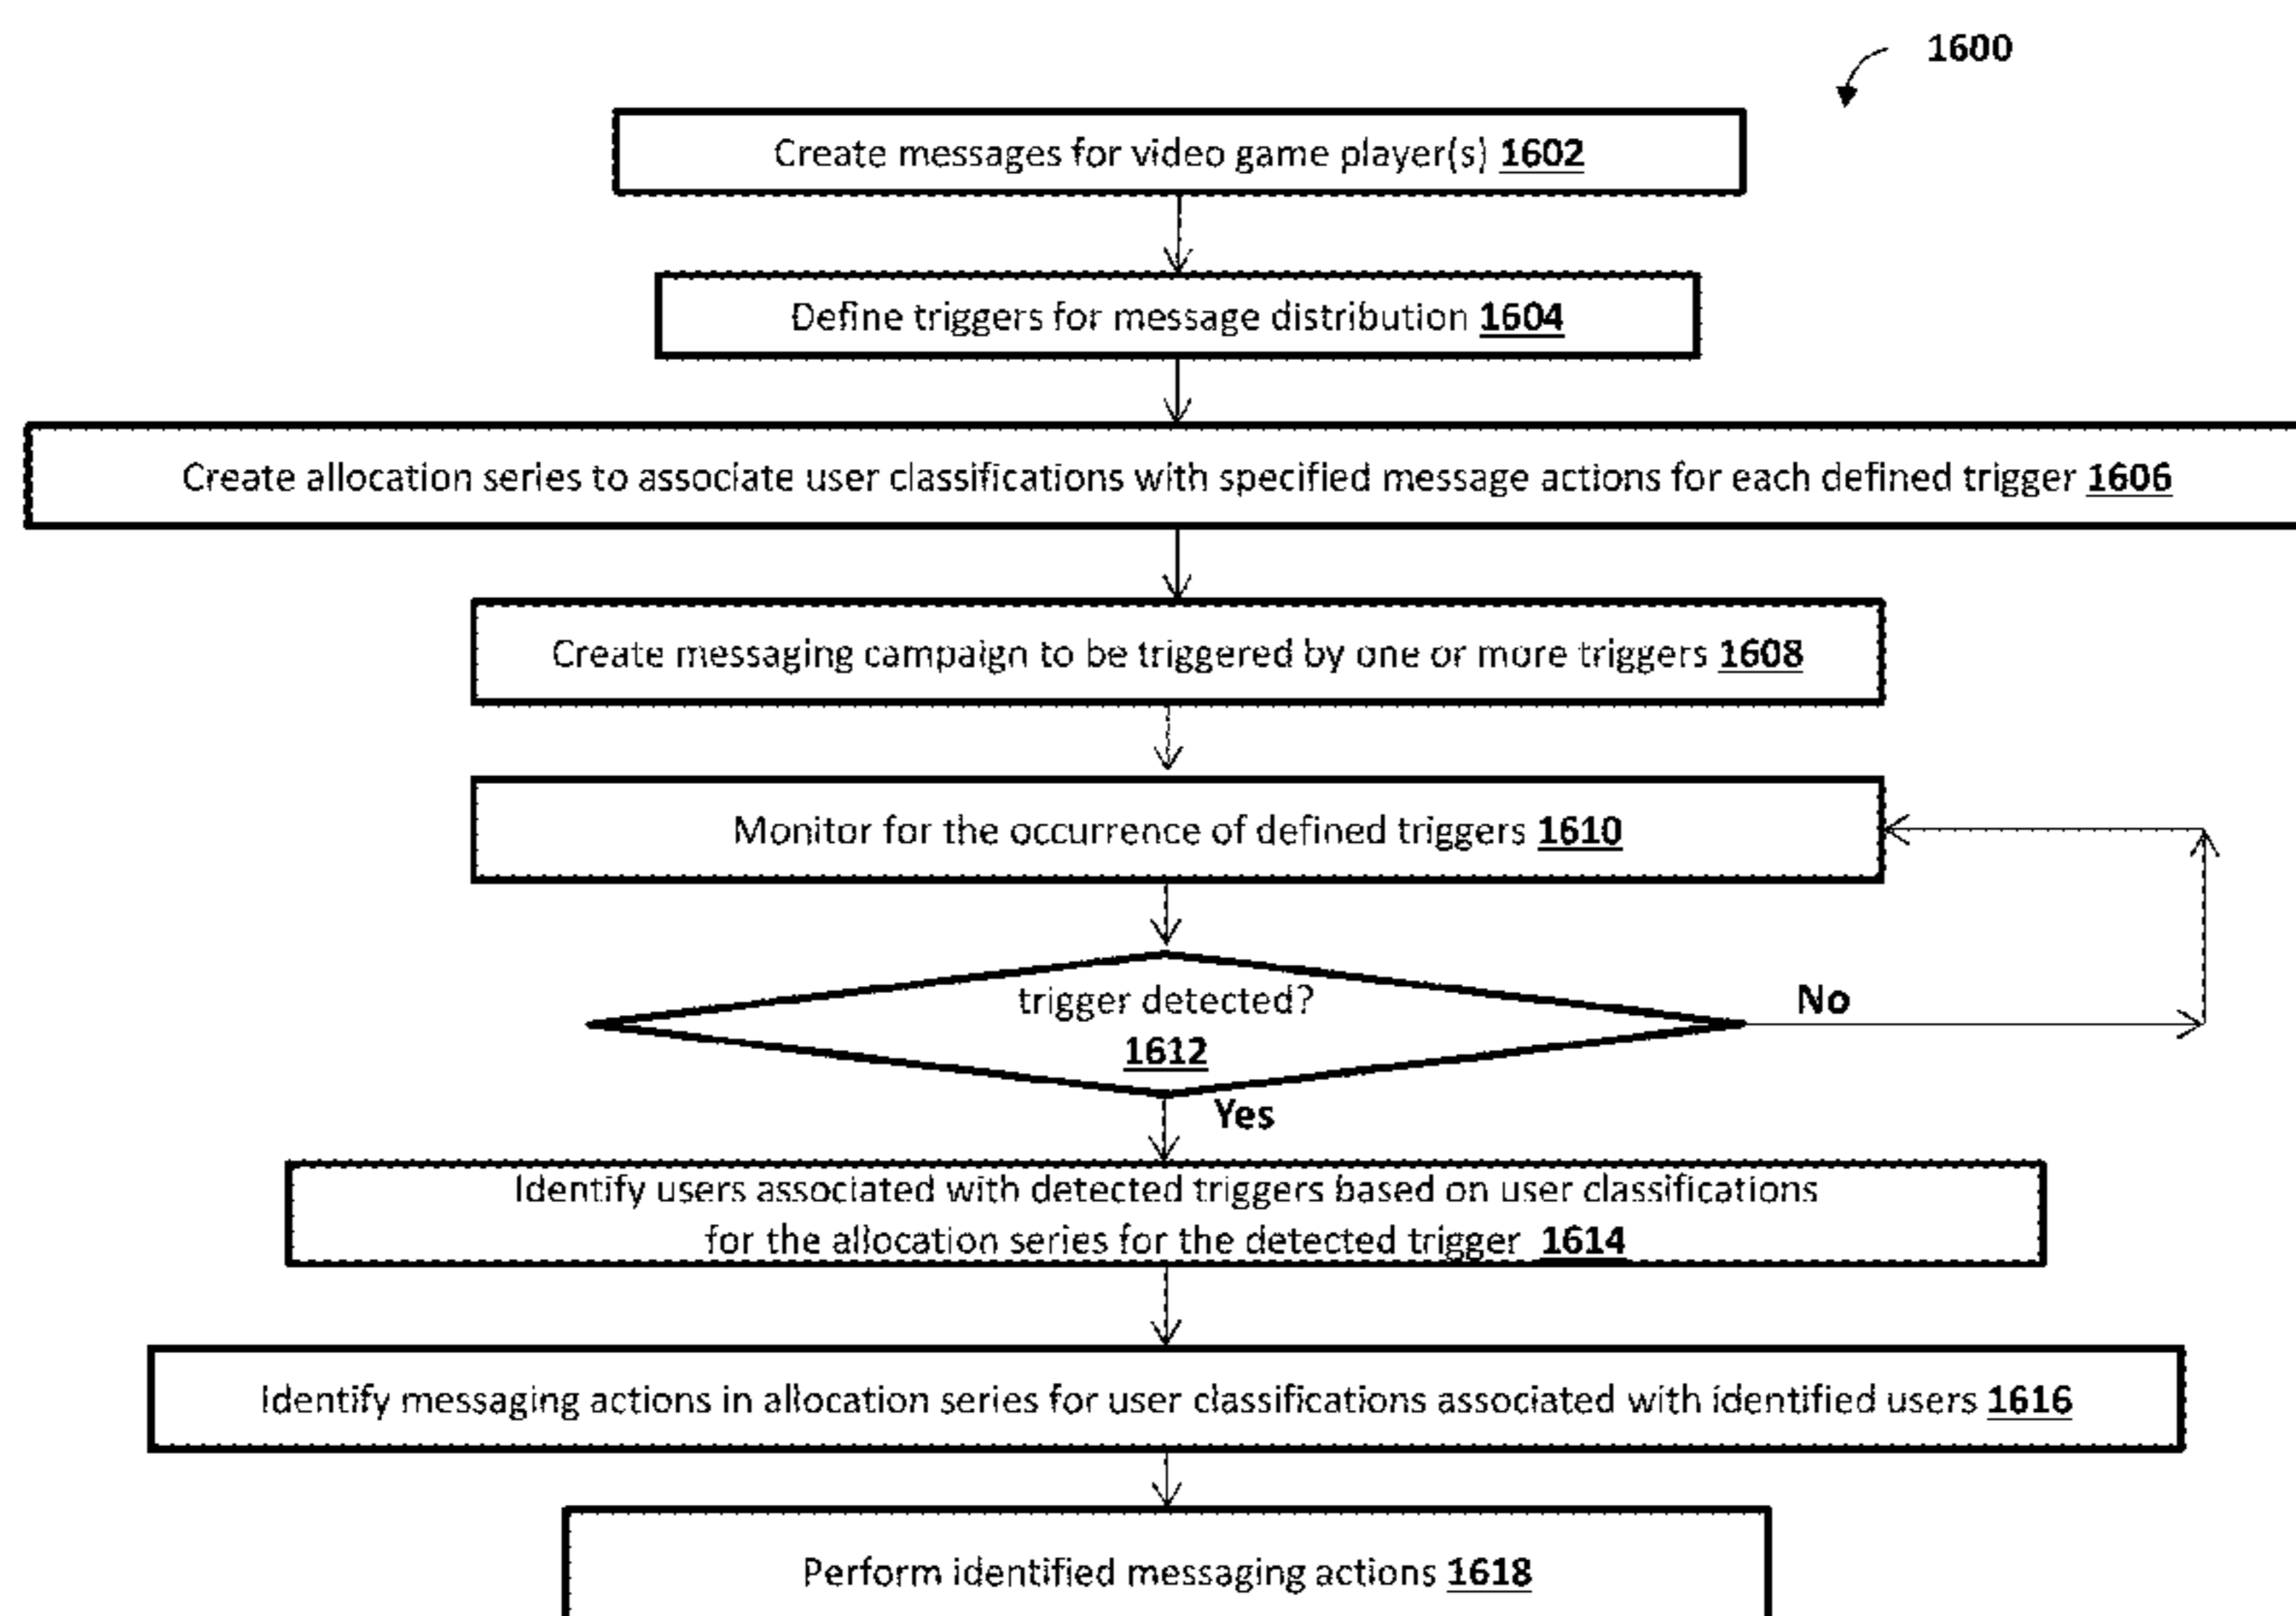 1600
Create messages for video game player(s) 1602
Define triggers for message distribution 1604
Create allocation series to associate user classifications with specified message actions for each defined trigger 1606
Create messaging campaign to be triggered by one or more triggers 1608
Monitor for the occurrence of defined triggers 1610
trigger detected?
1612
No
Yes
Identify users associated with detected triggers based on user classifications
for the allocation series for the detected trigger 1614
Identify messaging actions in allocation series for user classifications associated with identified users 1616
Perform identified messaging actions 1618